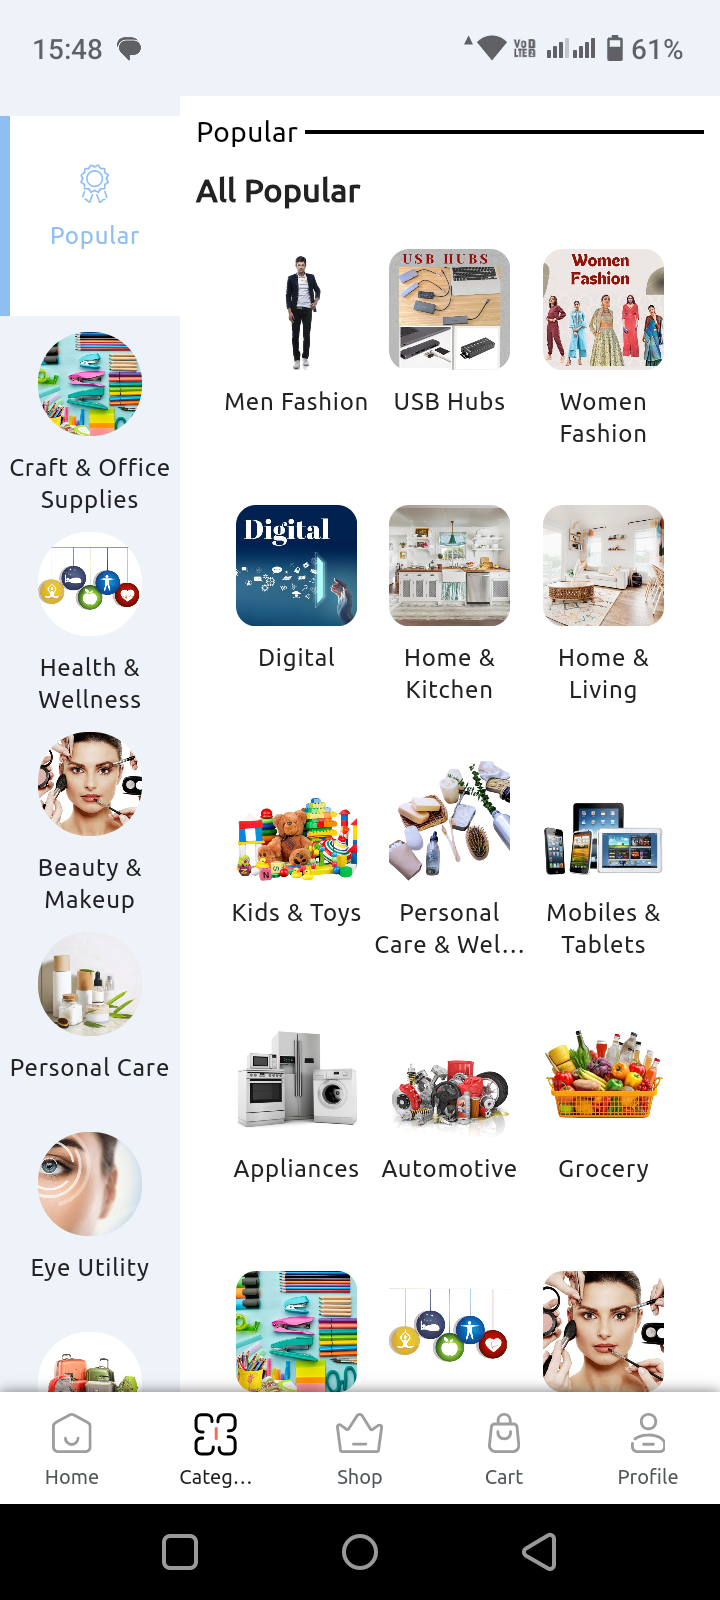 15:48
VoD
LTE2
61%
Popular
Popular
All Popular
Men Fashion
USB HUBS
USB Hubs
Women
Fashion
Women
Fashion
Craft & Office
Supplies
Digital
Digital
Home &
Kitchen
Home &
Living
Health &
Wellness
Kids & Toys
Personal
Care & Wel...
Mobiles &
Tablets
Beauty &
Makeup
Personal Care
Appliances
Automotive
Grocery
Eye Utility
Home
Categ...
Shop
Cart
Profile